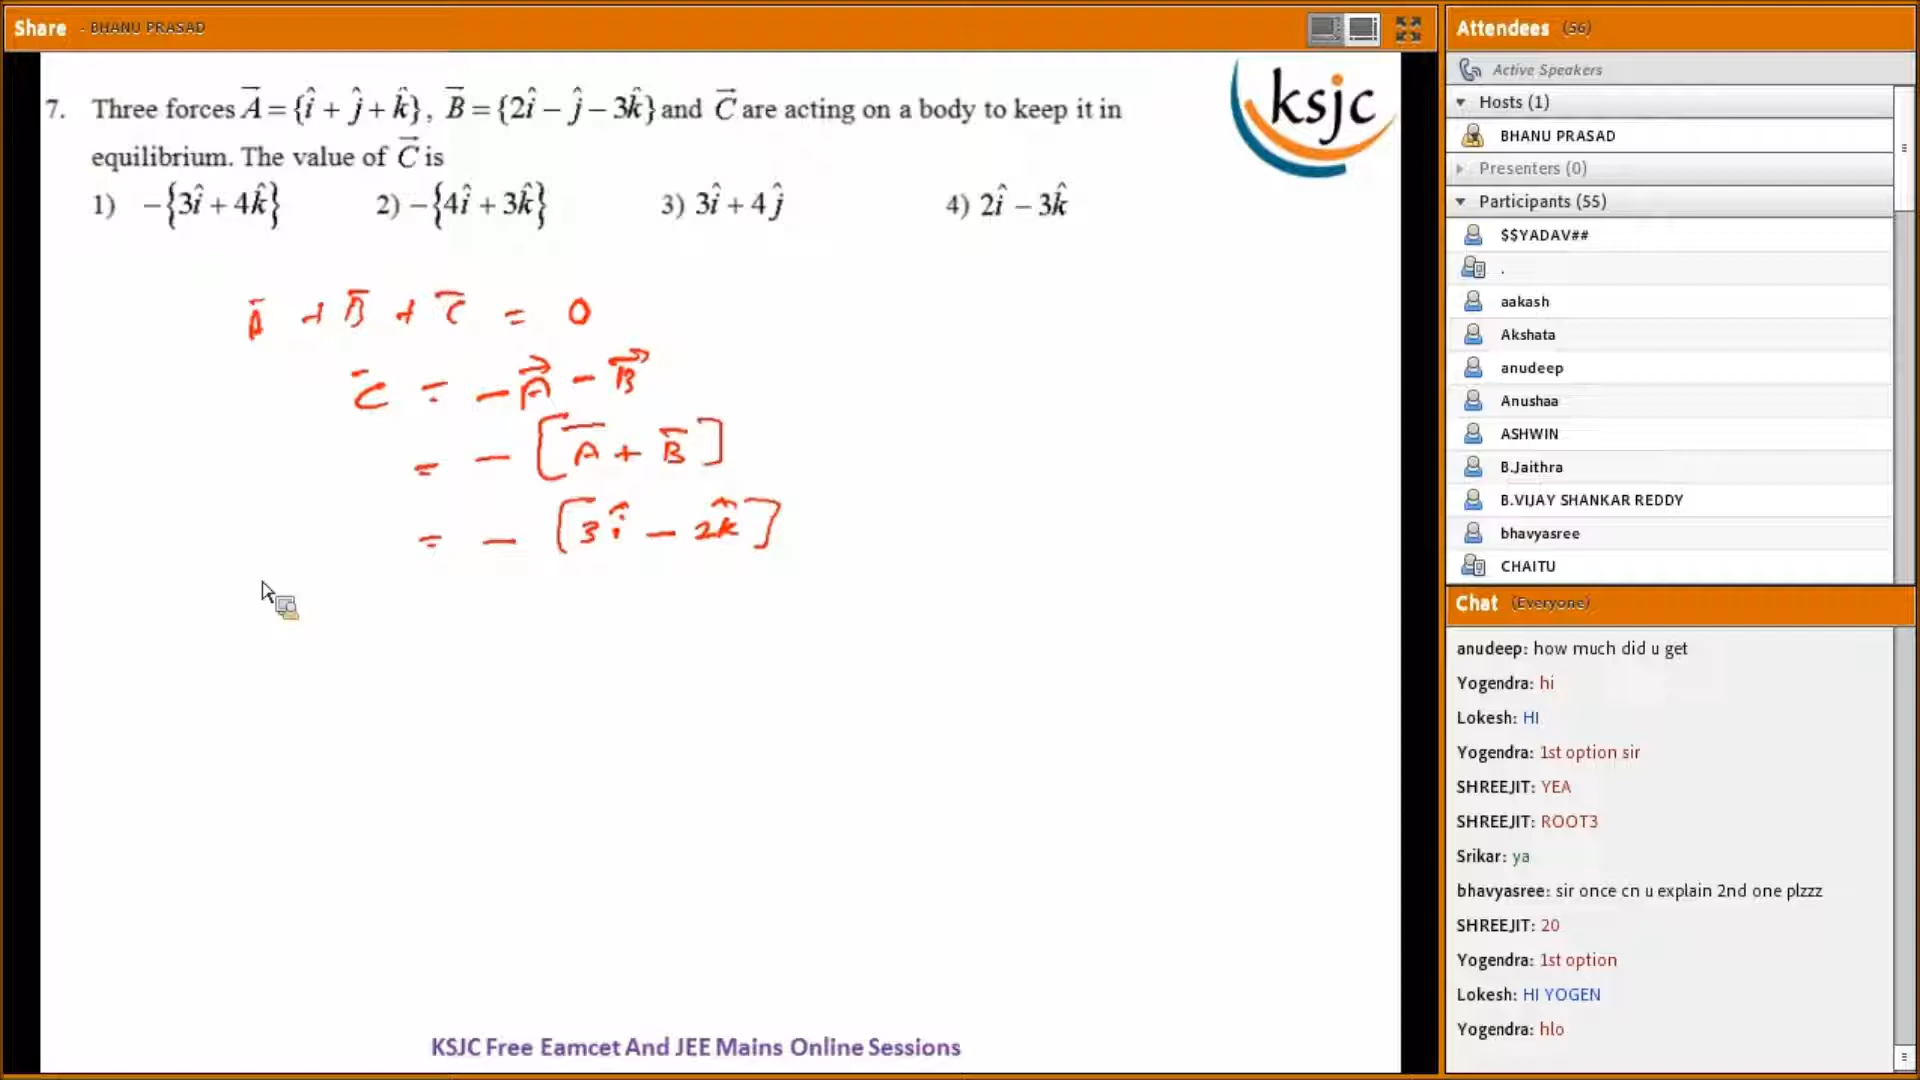 Share - BHANU PRASAD
7. Three forces A⃗ = {î + ĵ + k̂}, B⃗ = {2î − ĵ − 3k̂} and C⃗ are acting on a body to keep it in
equilibrium. The value of C⃗ is
1) −{3î + 4k̂} 2) −{4î + 3k̂} 3) 3î + 4ĵ 4) 2î − 3k̂
ksjc
A̅ + B̅ + C̅ = 0
C̅ = −A⃗ − B⃗
= − [A̅ + B̅]
= − [3î − 2k̂]
KSJC Free Eamcet And JEE Mains Online Sessions
Attendees (56)
Active Speakers
Hosts (1)
BHANU PRASAD
Presenters (0)
Participants (55)
$$YADAV##
.
aakash
Akshata
anudeep
Anushaa
ASHWIN
B.Jaithra
B.VIJAY SHANKAR REDDY
bhavyasree
CHAITU
Chat (Everyone)
anudeep: how much did u get
Yogendra: hi
Lokesh: HI
Yogendra: 1st option sir
SHREEJIT: YEA
SHREEJIT: ROOT3
Srikar: ya
bhavyasree: sir once cn u explain 2nd one plzzz
SHREEJIT: 20
Yogendra: 1st option
Lokesh: HI YOGEN
Yogendra: hlo